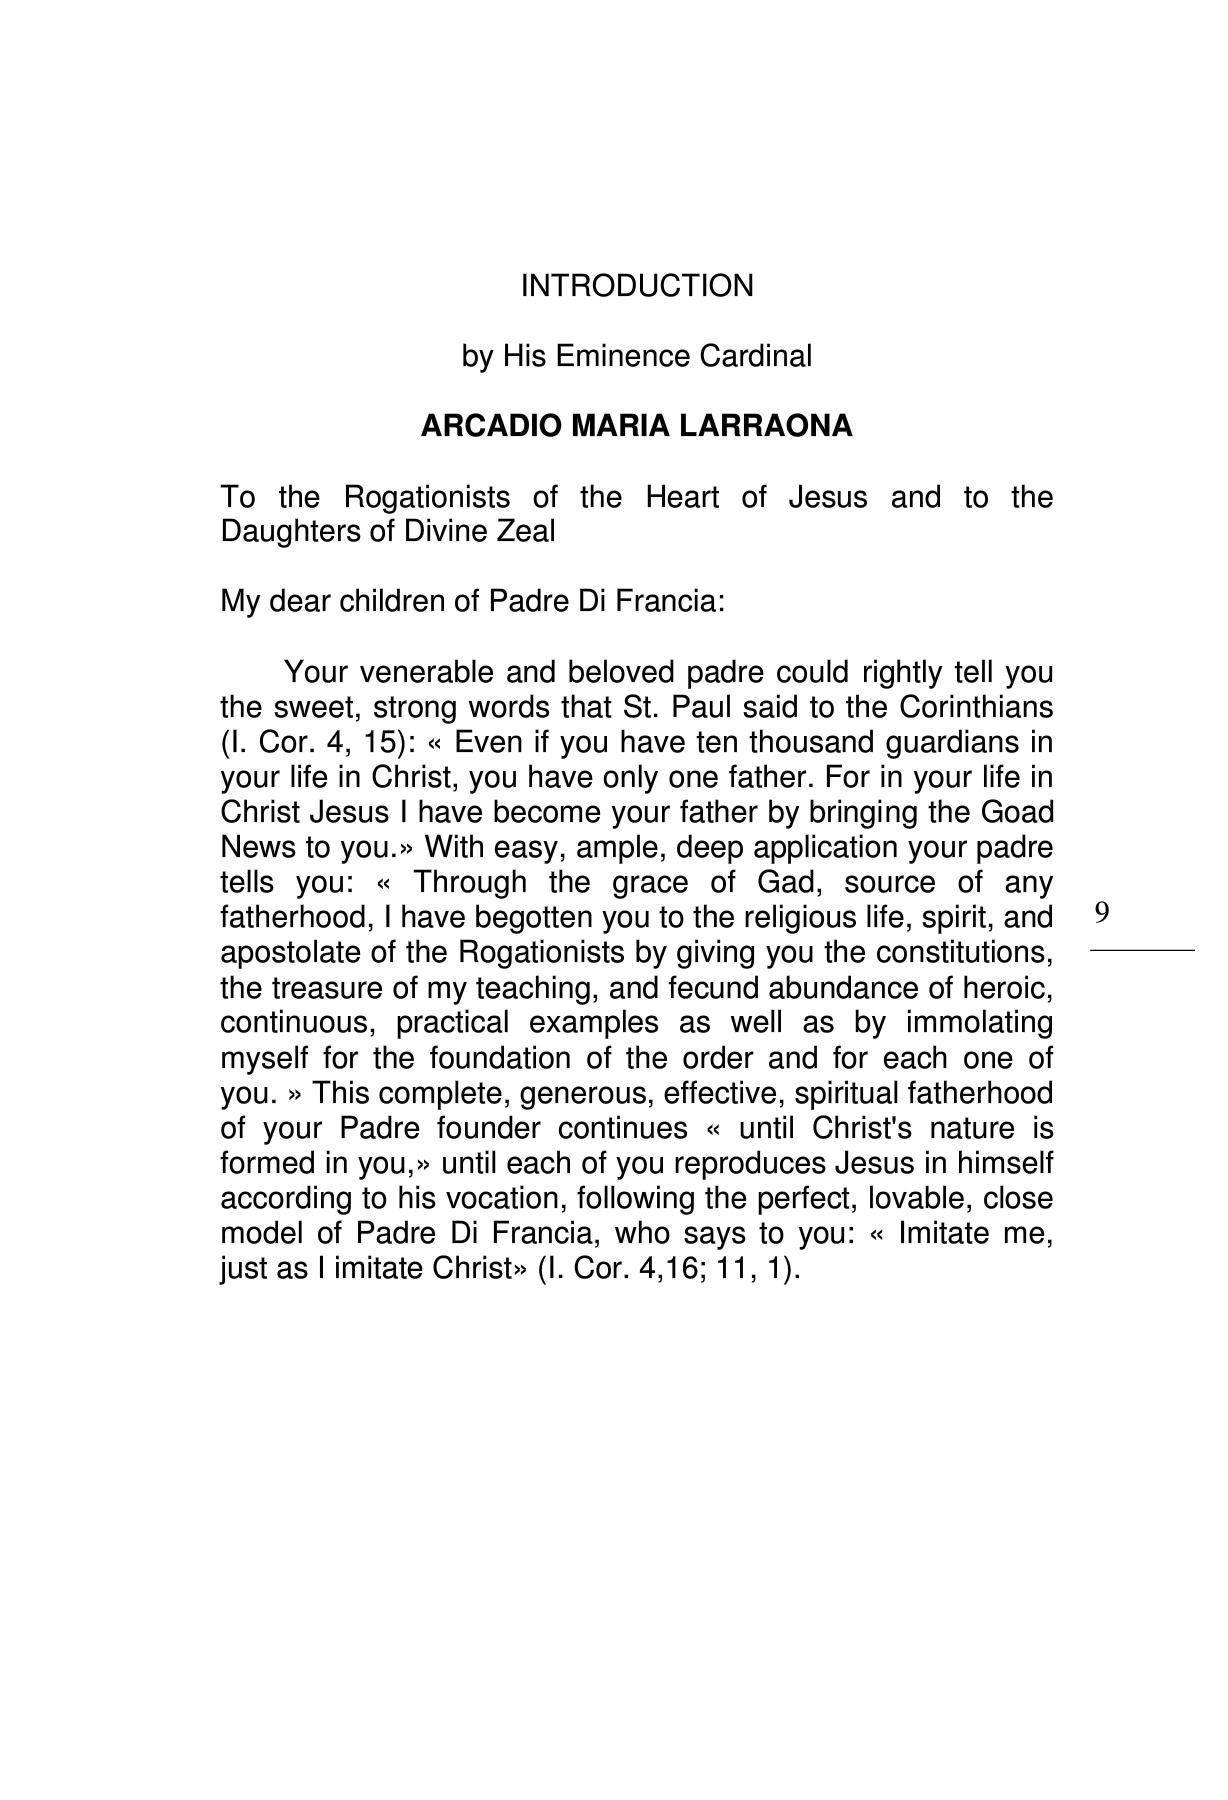 INTRODUCTION
by His Eminence Cardinal
ARCADIO MARIA LARRAONA
To the Rogationists of the Heart of Jesus and to the
Daughters of Divine Zeal
My dear children of Padre Di Francia:
Your venerable and beloved padre could rightly tell you
the sweet, strong words that St. Paul said to the Corinthians
(I. Cor. 4, 15): « Even if you have ten thousand guardians in
your life in Christ, you have only one father. For in your life in
Christ Jesus I have become your father by bringing the Goad
News to you.» With easy, ample, deep application your padre
tells you: « Through the grace of Gad, source of any
fatherhood, I have begotten you to the religious life, spirit, and
apostolate of the Rogationists by giving you the constitutions,
the treasure of my teaching, and fecund abundance of heroic,
continuous, practical examples as well as by immolating
myself for the foundation of the order and for each one of
you. » This complete, generous, effective, spiritual fatherhood
of your Padre founder continues « until Christ's nature is
formed in you,» until each of you reproduces Jesus in himself
according to his vocation, following the perfect, lovable, close
model of Padre Di Francia, who says to you: « Imitate me,
just as I imitate Christ» (I. Cor. 4,16; 11, 1).
9